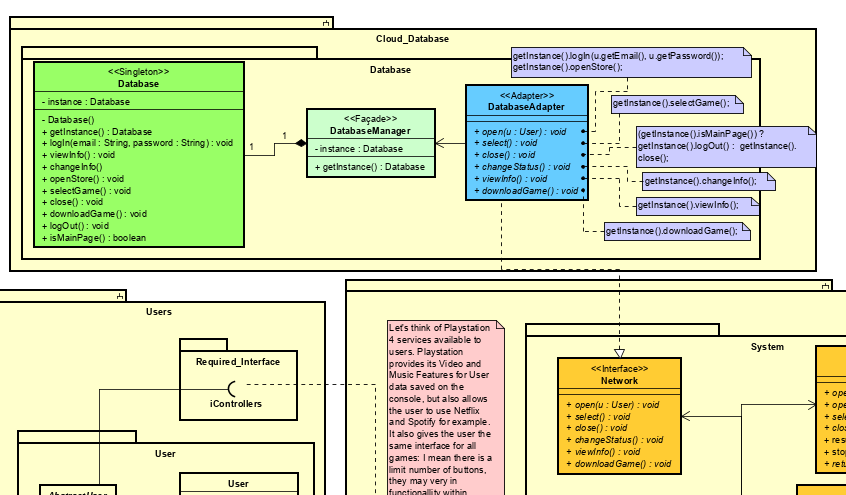 Cloud_Database
Database
<<Singleton>>
Database
- instance : Database
- Database()
+ getInstance() : Database
+ logIn(email : String, password : String) : void
+ viewInfo() : void
+ changeInfo()
+ openStore() : void
+ selectGame() : void
+ close() : void
+ downloadGame() : void
+ logOut() : void
+ isMainPage() : boolean
1
1
<<Façade>>
DatabaseManager
- instance : Database
+ getInstance() : Database
<<Adapter>>
DatabaseAdapter
+ open(u : User) : void
+ select() : void
+ close() : void
+ changeStatus() : void
+ viewInfo() : void
+ downloadGame() : void
getInstance().logIn(u.getEmail(), u.getPassword());
getInstance().openStore();
getInstance().selectGame();
(getInstance().isMainPage()) ?
getInstance().logOut() : getInstance().
close();
getInstance().changeInfo();
getInstance().viewInfo();
getInstance().downloadGame();
Users
Required_Interface
iControllers
User
AbstractUser
User
Let's think of Playstation
4 services available to
users. Playstation
provides its Video and
Music Features for User
data saved on the
console, but also allows
the user to use Netflix
and Spotify for example.
It also gives the user the
same interface for all
games: I mean there is a
limit number of buttons,
they may very in
functionallity within
System
<<Interface>>
Network
+ open(u : User) : void
+ select() : void
+ close() : void
+ changeStatus() : void
+ viewInfo() : void
+ downloadGame() : void